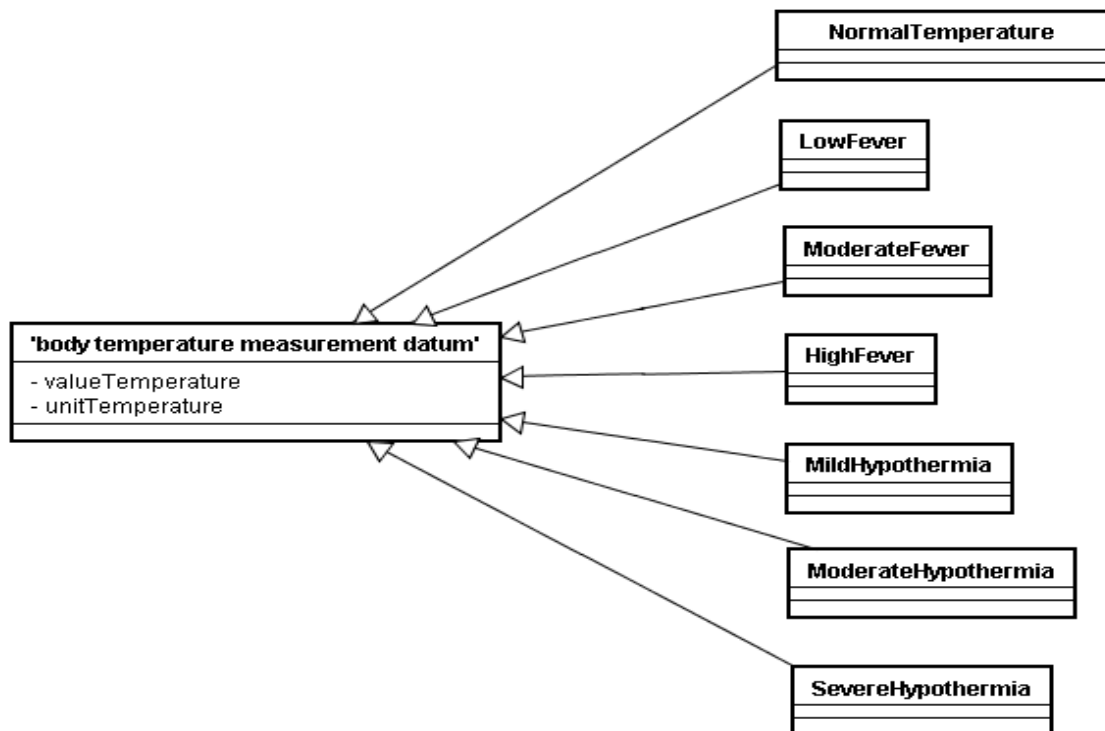 NormalTemperature
LowFever
ModerateFever
'body temperature measurement datum'
- valueTemperature
- unitTemperature
HighFever
MildHypothermia
ModerateHypothermia
SevereHypothermia